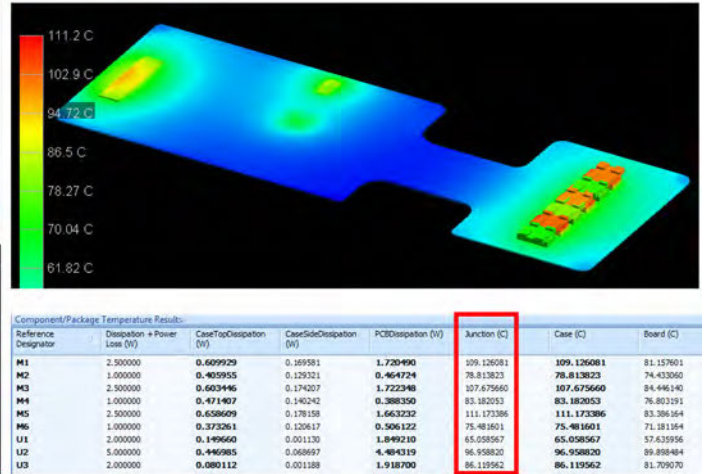 111.2 C
102.9 C
94.72 C
86.5 C
78.27 C
70.04 C
61.82 C
Component/Package Temperature Results
Reference Designator Dissipation + Power Loss (W) CaseTopDissipation (W) CaseSideDissipation (W) PCBDissipation (W) Junction (C) Case (C) Board (C)
M1 2.500000 0.609929 0.169581 1.720490 109.126081 109.126081 81.157601
M2 1.000000 0.405955 0.129321 0.464724 78.813823 78.813823 74.433060
M3 2.500000 0.603446 0.174207 1.722348 107.675660 107.675660 84.446140
M4 1.000000 0.471407 0.140242 0.388350 83.182053 83.182053 76.803191
M5 2.500000 0.658609 0.178158 1.663232 111.173386 111.173386 83.386164
M6 1.000000 0.373261 0.120617 0.506122 75.481601 75.481601 71.181164
U1 2.000000 0.149660 0.001130 1.849210 65.058567 65.058567 57.635956
U2 5.000000 0.446985 0.068697 4.484319 96.958820 96.958820 89.898484
U3 2.000000 0.080112 0.001188 1.918700 86.119562 86.119562 85.709070